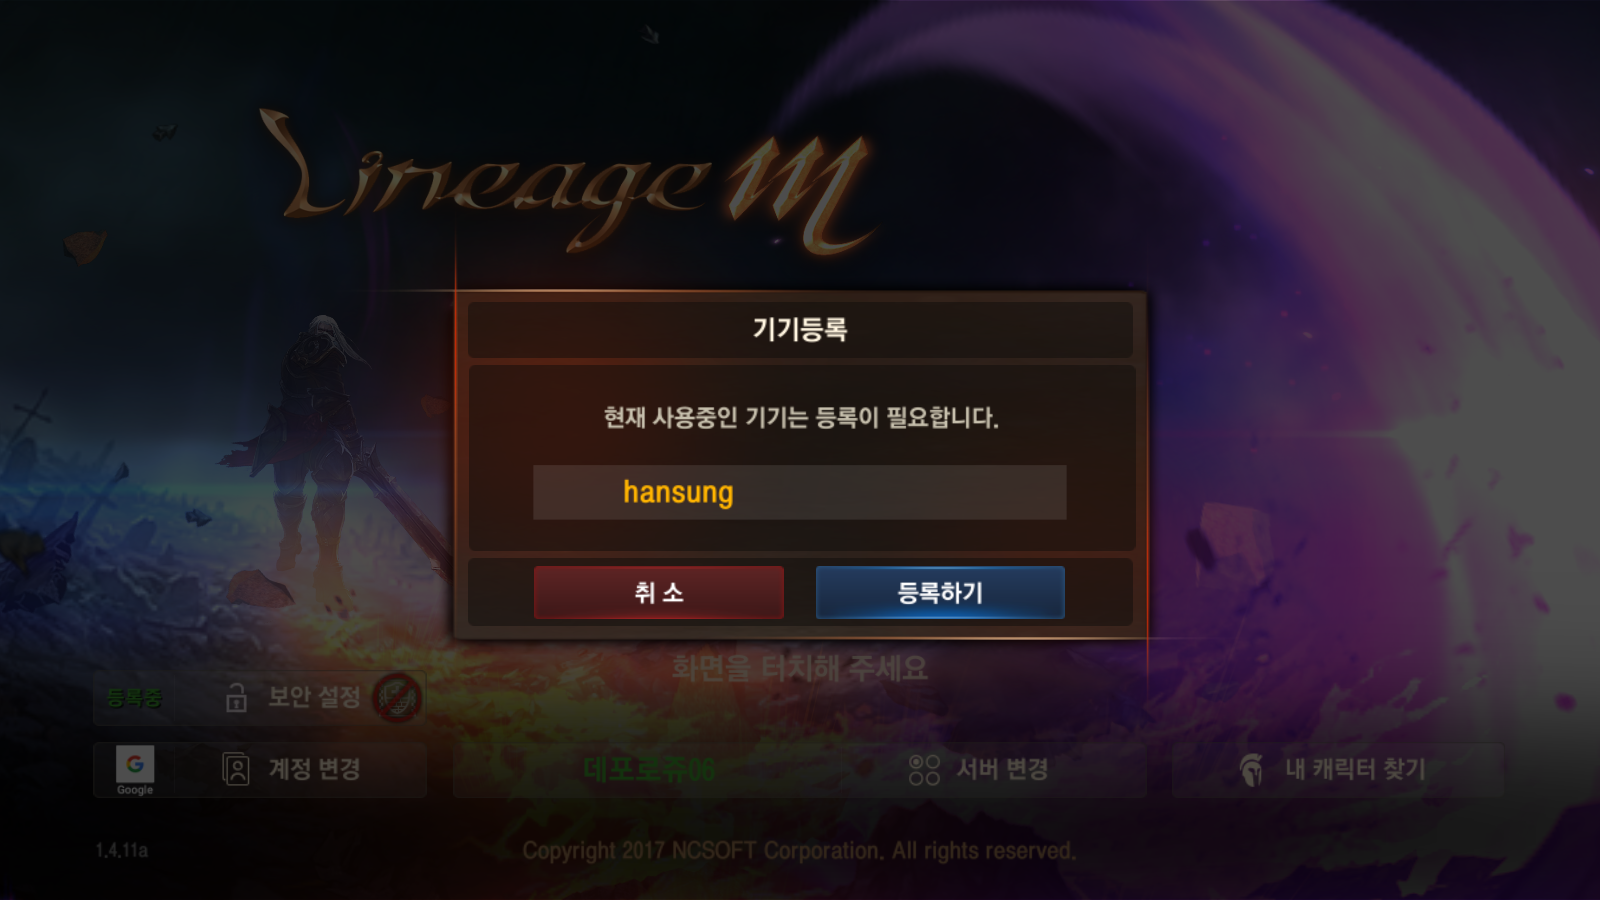 Lineage M
기기등록
현재 사용중인 기기는 등록이 필요합니다.
hansung
취 소
등록하기
화면을 터치해 주세요
등록중
보안 설정
Google
계정 변경
데포로쥬06
서버 변경
내 캐릭터 찾기
1.4.11a
Copyright 2017 NCSOFT Corporation. All rights reserved.